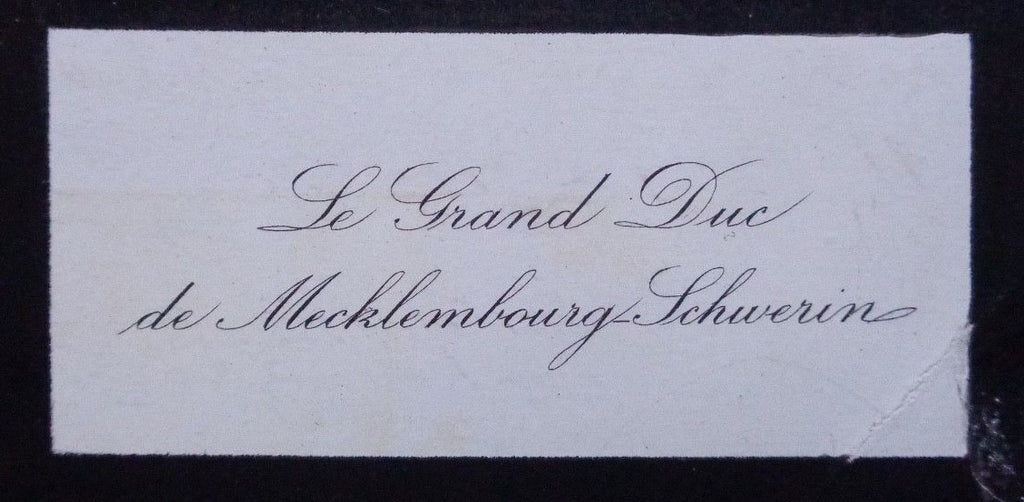 Le Grand Duc
de Mecklembourg-Schwerin